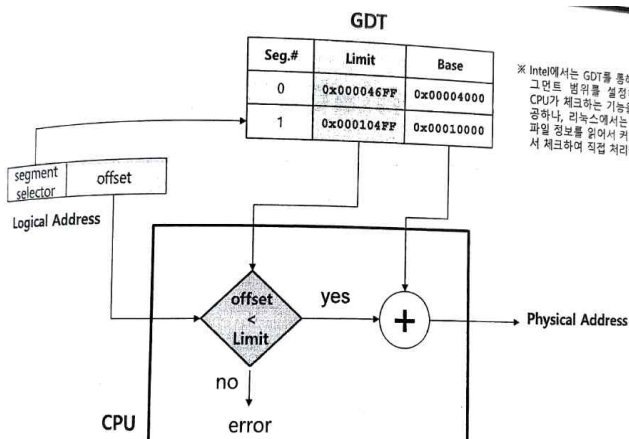 GDT
Seg.# Limit Base
0 0x000046FF 0x00004000
1 0x000104FF 0x00010000
※ Intel에서는 GDT를 통해
그먼트 범위를 설정
CPU가 체크하는 기능을
공하나, 리눅스에서는
파일 정보를 읽어서 커
서 체크하여 직접 처리
segment
selector
offset
Logical Address
offset
<
Limit
yes
+
Physical Address
no
error
CPU